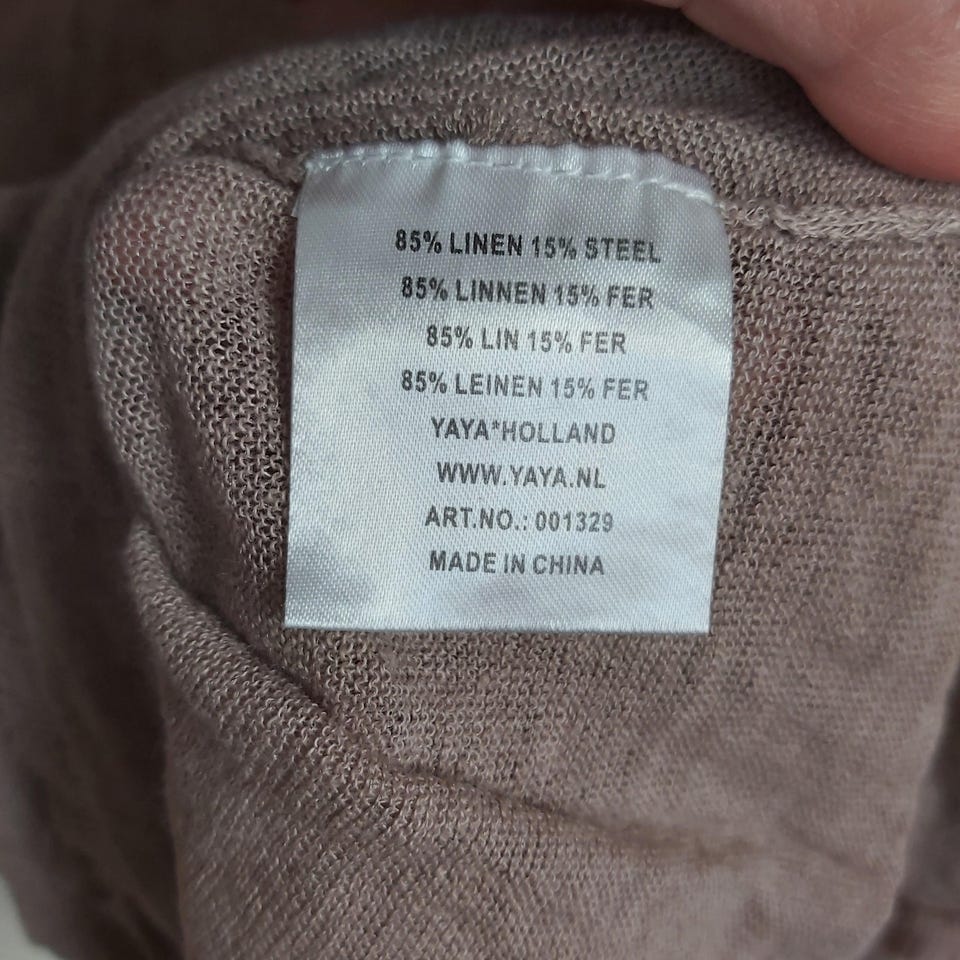 85% LINEN 15% STEEL
85% LINNEN 15% FER
85% LIN 15% FER
85% LEINEN 15% FER
YAYA*HOLLAND
WWW.YAYA.NL
ART.NO.: 001329
MADE IN CHINA